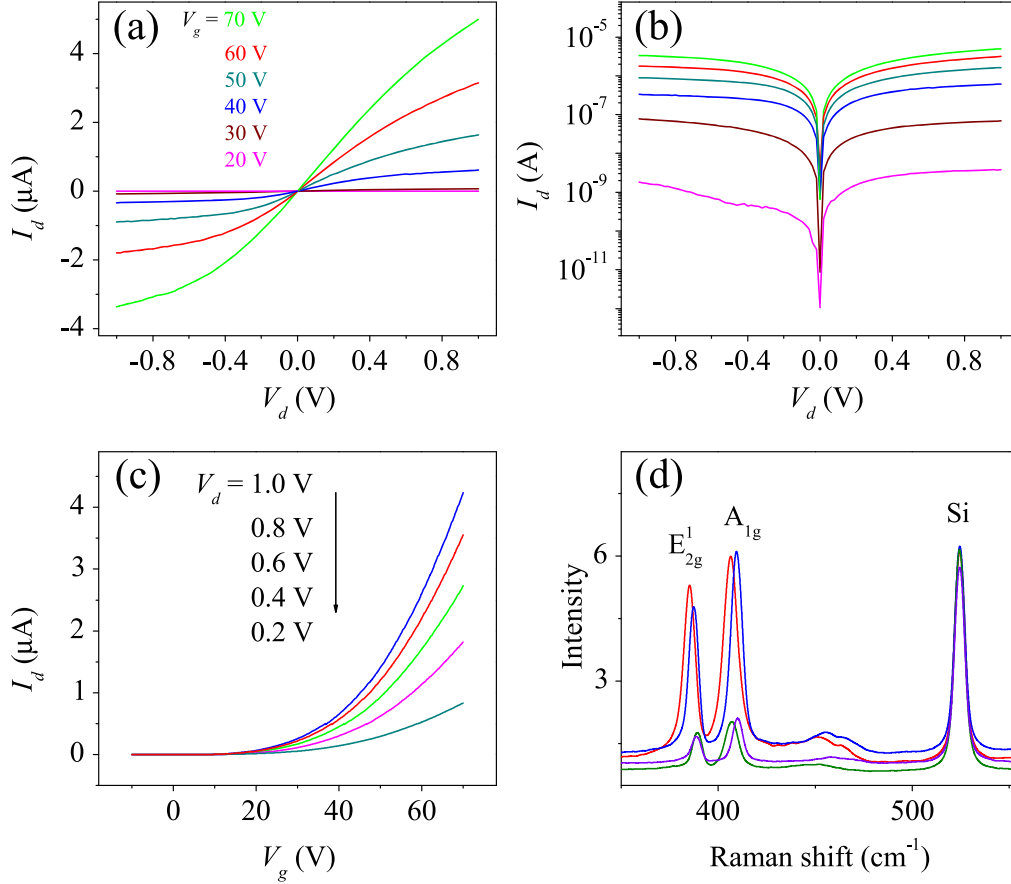 (a)
V_g = 70 V
60 V
50 V
40 V
30 V
20 V
4
2
0
-2
-4
I_d (μA)
-0.8 -0.4 0.0 0.4 0.8
V_d (V)
(b)
10^-5
10^-7
10^-9
10^-11
I_d (A)
-0.8 -0.4 0.0 0.4 0.8
V_d (V)
(c)
V_d = 1.0 V
0.8 V
0.6 V
0.4 V
0.2 V
4
3
2
1
0
I_d (μA)
0 20 40 60
V_g (V)
(d)
E^1_2g
A_1g
Si
6
3
Intensity
400 500
Raman shift (cm^-1)